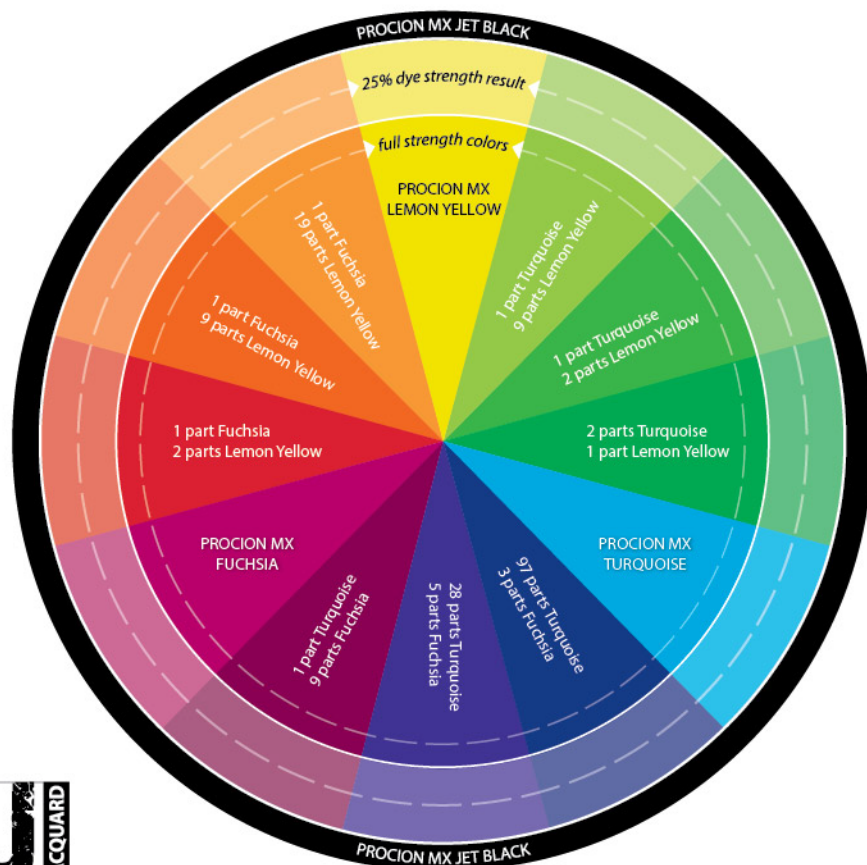 PROCION MX JET BLACK
25% dye strength result
full strength colors
PROCION MX
LEMON YELLOW
1 part Turquoise
9 parts Lemon Yellow
1 part Turquoise
2 parts Lemon Yellow
2 parts Turquoise
1 part Lemon Yellow
PROCION MX
TURQUOISE
97 parts Turquoise
3 parts Fuchsia
28 parts Turquoise
5 parts Fuchsia
1 part Turquoise
9 parts Fuchsia
PROCION MX
FUCHSIA
1 part Fuchsia
2 parts Lemon Yellow
1 part Fuchsia
9 parts Lemon Yellow
1 part Fuchsia
19 parts Lemon Yellow
PROCION MX JET BLACK